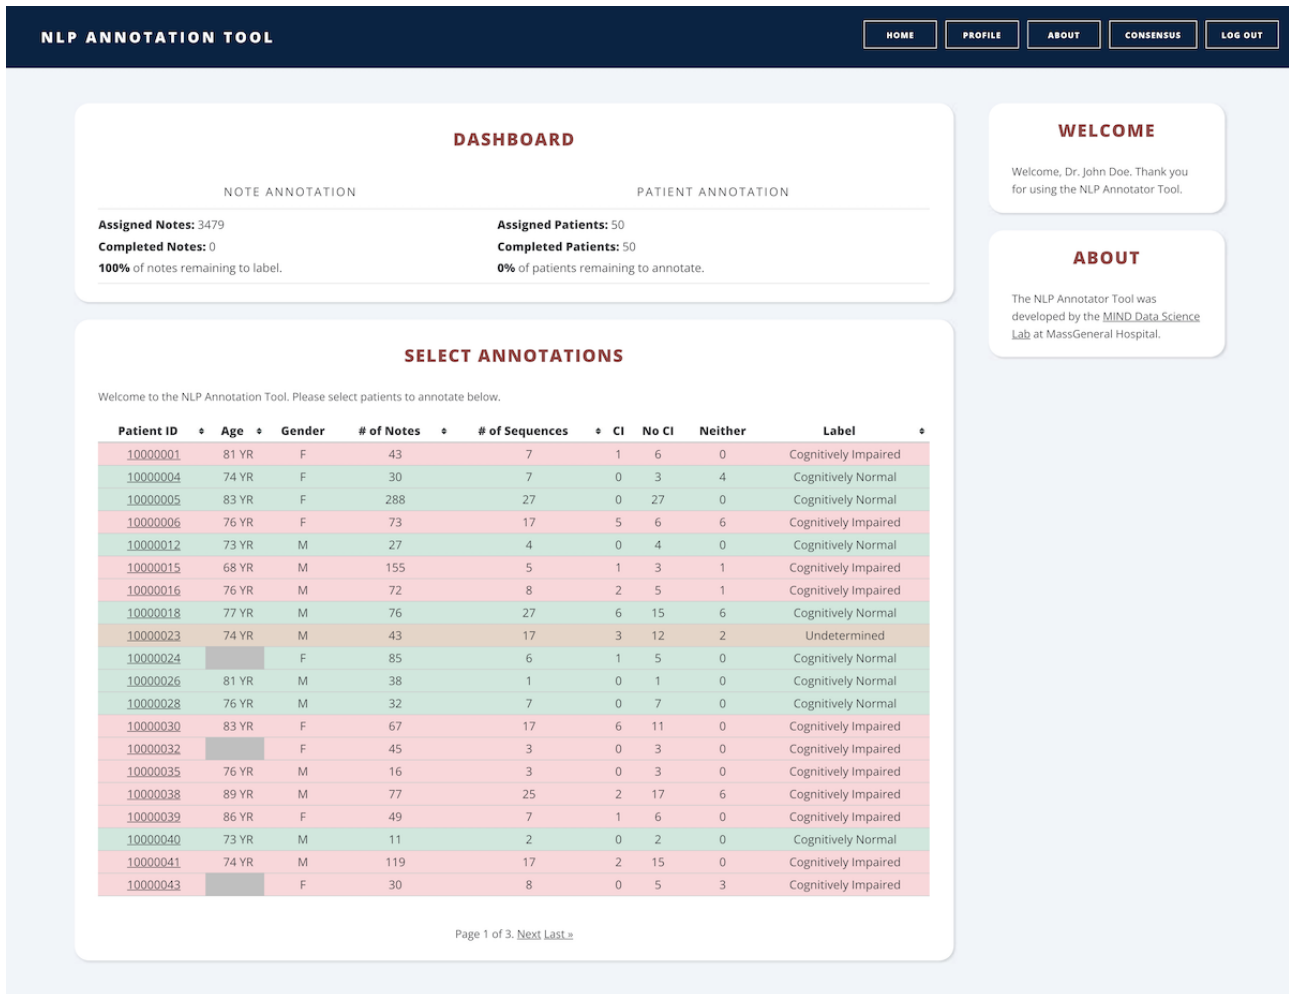 NLP ANNOTATION TOOL
HOME PROFILE ABOUT CONSENSUS LOG OUT
DASHBOARD
NOTE ANNOTATION
Assigned Notes: 3479
Completed Notes: 0
100% of notes remaining to label.
PATIENT ANNOTATION
Assigned Patients: 50
Completed Patients: 50
0% of patients remaining to annotate.
SELECT ANNOTATIONS
Welcome to the NLP Annotation Tool. Please select patients to annotate below.
Patient ID Age Gender # of Notes # of Sequences CI No CI Neither Label
10000001 81 YR F 43 7 1 6 0 Cognitively Impaired
10000004 74 YR F 30 7 0 3 4 Cognitively Normal
10000005 83 YR F 288 27 0 27 0 Cognitively Normal
10000006 76 YR F 73 17 5 6 6 Cognitively Impaired
10000012 73 YR M 27 4 0 4 0 Cognitively Normal
10000015 68 YR M 155 5 1 3 1 Cognitively Impaired
10000016 76 YR M 72 8 2 5 1 Cognitively Impaired
10000018 77 YR M 76 27 6 15 6 Cognitively Normal
10000023 74 YR M 43 17 3 12 2 Undetermined
10000024 F 85 6 1 5 0 Cognitively Normal
10000026 81 YR M 38 1 0 1 0 Cognitively Normal
10000028 76 YR M 32 7 0 7 0 Cognitively Normal
10000030 83 YR F 67 17 6 11 0 Cognitively Impaired
10000032 F 45 3 0 3 0 Cognitively Impaired
10000035 76 YR M 16 3 0 3 0 Cognitively Impaired
10000038 89 YR M 77 25 2 17 6 Cognitively Impaired
10000039 86 YR F 49 7 1 6 0 Cognitively Impaired
10000040 73 YR M 11 2 0 2 0 Cognitively Normal
10000041 74 YR M 119 17 2 15 0 Cognitively Impaired
10000043 F 30 8 0 5 3 Cognitively Impaired
Page 1 of 3. Next Last »
WELCOME
Welcome, Dr. John Doe. Thank you
for using the NLP Annotator Tool.
ABOUT
The NLP Annotator Tool was
developed by the MIND Data Science
Lab at MassGeneral Hospital.